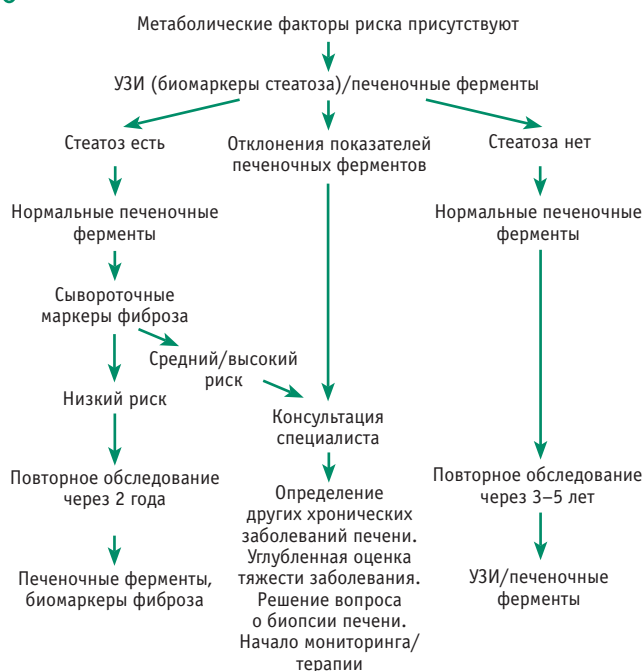 Метаболические факторы риска присутствуют
УЗИ (биомаркеры стеатоза)/печеночные ферменты
Стеатоз есть
Отклонения показателей
печеночных ферментов
Стеатоза нет
Нормальные печеночные
ферменты
Нормальные печеночные
ферменты
Сывороточные
маркеры фиброза
Средний/высокий
риск
Низкий риск
Консультация
специалиста
Повторное обследование
через 2 года
Повторное обследование
через 3–5 лет
Определение
других хронических
заболеваний печени.
Углубленная оценка
тяжести заболевания.
Решение вопроса
о биопсии печени.
Начало мониторинга/
терапии
Печеночные ферменты,
биомаркеры фиброза
УЗИ/печеночные
ферменты